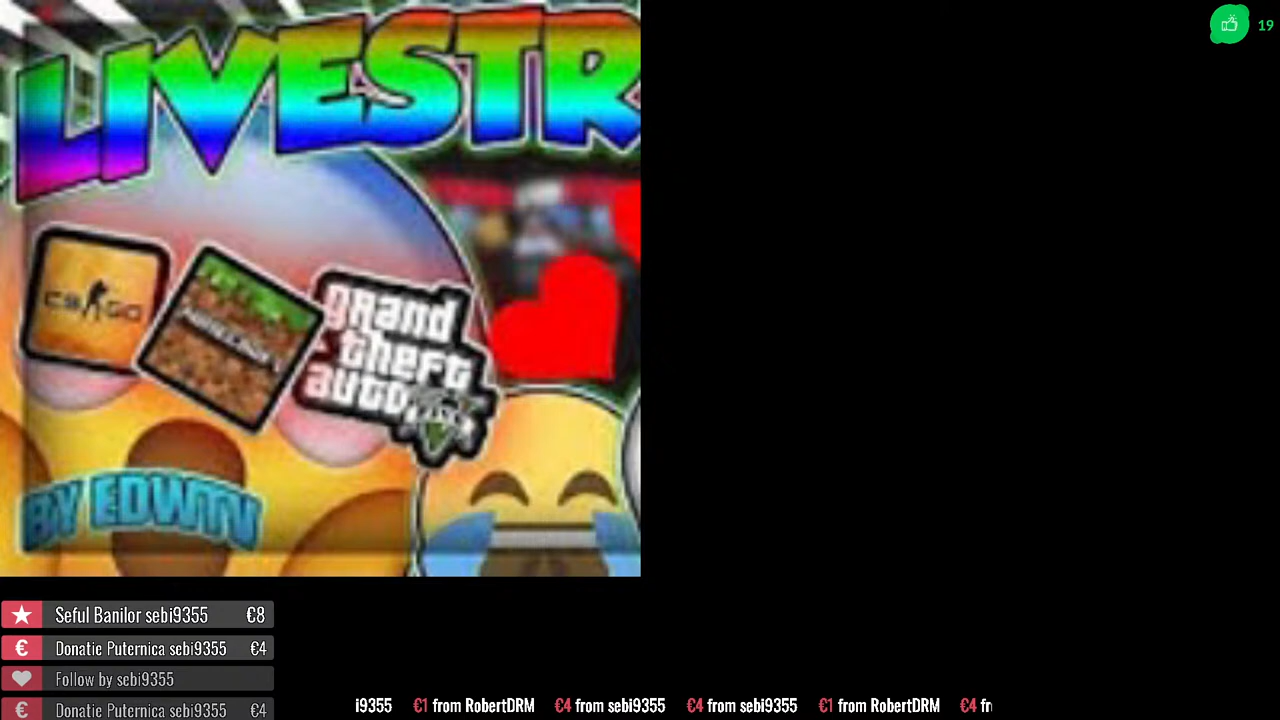 LIVESTR
19
CS GO
MINECRAFT
grand
theft
auto
BY EDWTV
Seful Banilor sebi9355 €8
Donatie Puternica sebi9355 €4
Follow by sebi9355
Donatie Puternica sebi9355 €4
i9355 €1 from RobertDRM €4 from sebi9355 €4 from sebi9355 €1 from RobertDRM €4 fr